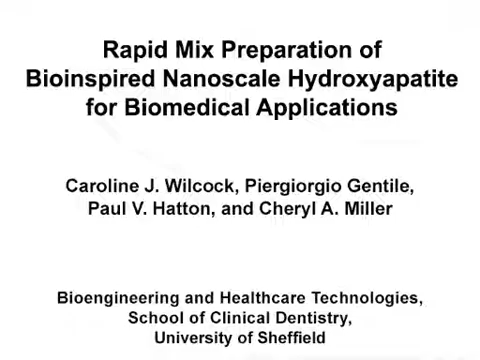 Rapid Mix Preparation of
Bioinspired Nanoscale Hydroxyapatite
for Biomedical Applications
Caroline J. Wilcock, Piergiorgio Gentile,
Paul V. Hatton, and Cheryl A. Miller
Bioengineering and Healthcare Technologies,
School of Clinical Dentistry,
University of Sheffield